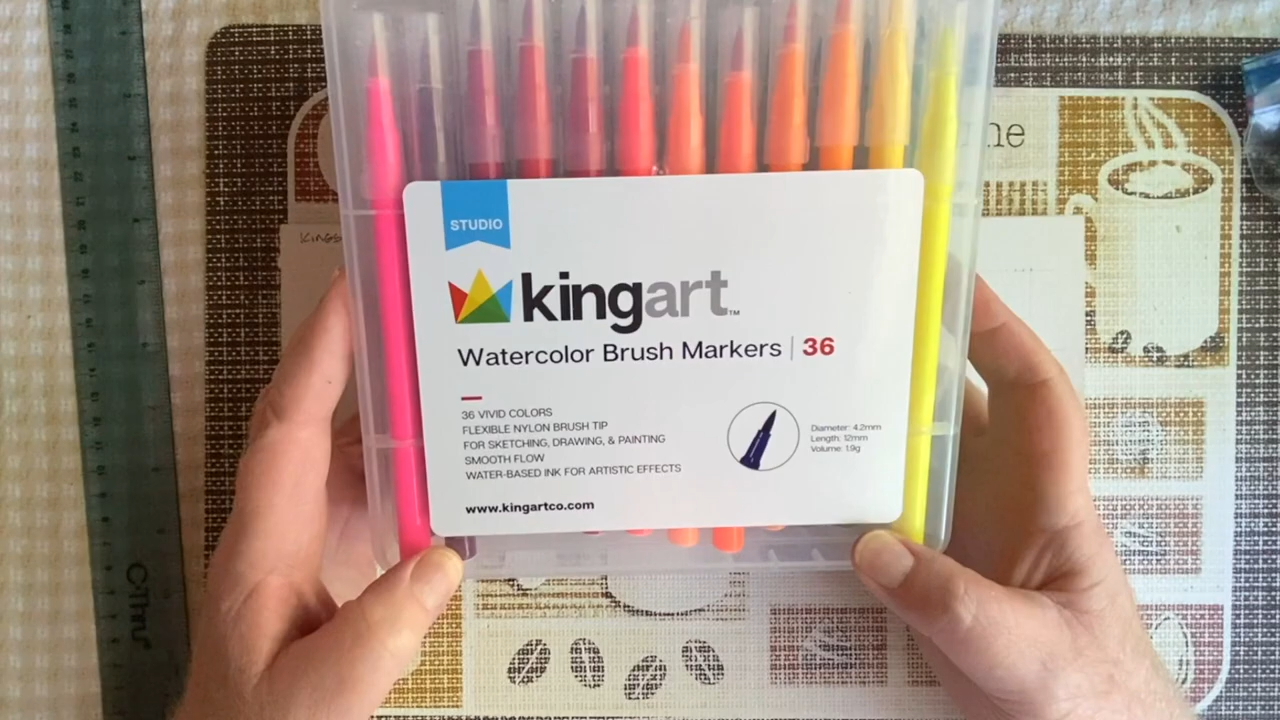 STUDIO
kingart™
Watercolor Brush Markers | 36
36 VIVID COLORS
FLEXIBLE NYLON BRUSH TIP
FOR SKETCHING, DRAWING, & PAINTING
SMOOTH FLOW
WATER-BASED INK FOR ARTISTIC EFFECTS
Diameter: 4.2mm
Length: 12mm
Volume: 1.9g
www.kingartco.com
C-Thru